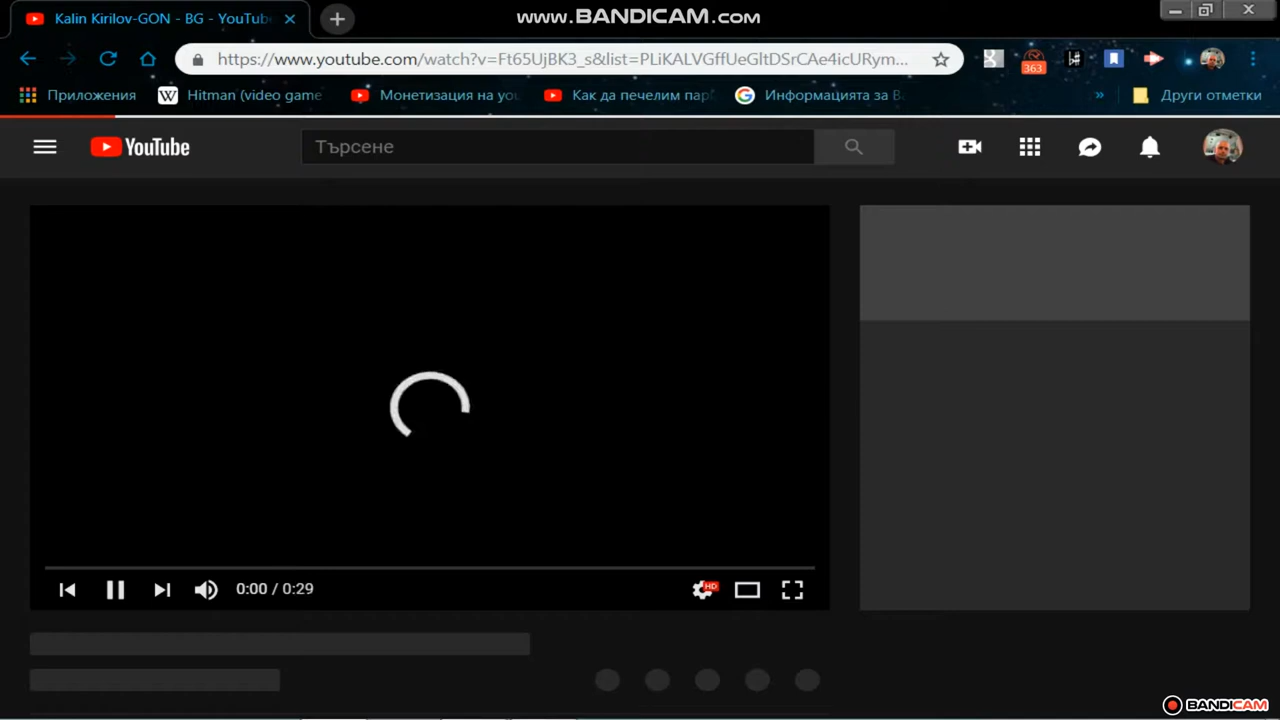 Kalin Kirilov-GON - BG - YouTube
www.BANDICAM.com
https://www.youtube.com/watch?v=Ft65UjBK3_s&list=PLiKALVGffUeGltDSrCAe4icURym...
363
Приложения
Hitman (video game
Монетизация на you
Как да печелим пари
Информацията за В
»
Други отметки
YouTube
Търсене
0:00 / 0:29
HD
BANDICAM